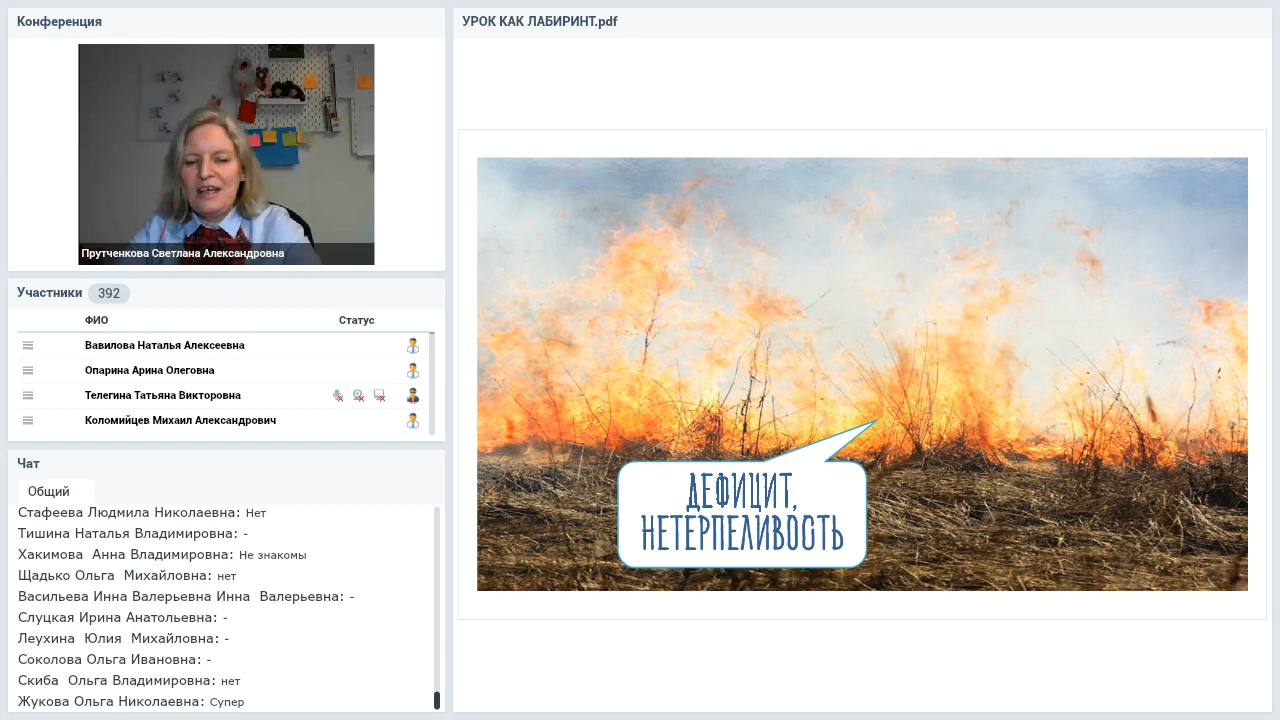 Конференция
Прутченкова Светлана Александровна
Участники 392
ФИО Статус
Вавилова Наталья Алексеевна
Опарина Арина Олеговна
Телегина Татьяна Викторовна
Коломийцев Михаил Александрович
Чат
Общий
Стафеева Людмила Николаевна: Нет
Тишина Наталья Владимировна: -
Хакимова  Анна Владимировна: Не знакомы
Щадько Ольга  Михайловна: нет
Васильева Инна Валерьевна Инна  Валерьевна: -
Слуцкая Ирина Анатольевна: -
Леухина  Юлия  Михайловна: -
Соколова Ольга Ивановна: -
Скиба  Ольга Владимировна: нет
Жукова Ольга Николаевна: Супер
УРОК КАК ЛАБИРИНТ.pdf
ДЕФИЦИТ,
НЕТЕРПЕЛИВОСТЬ